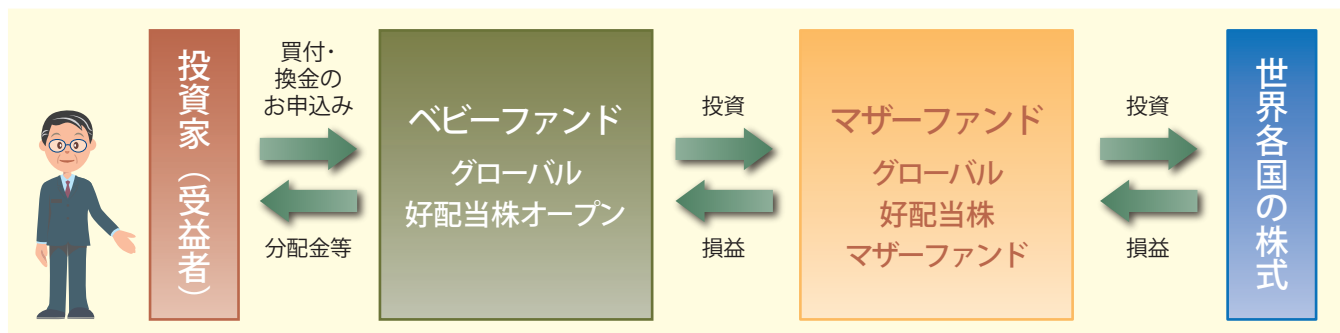 投資家（受益者）
買付・
換金の
お申込み
分配金等
ベビーファンド
グローバル
好配当株オープン
投資
損益
マザーファンド
グローバル
好配当株
マザーファンド
投資
損益
世界各国の株式